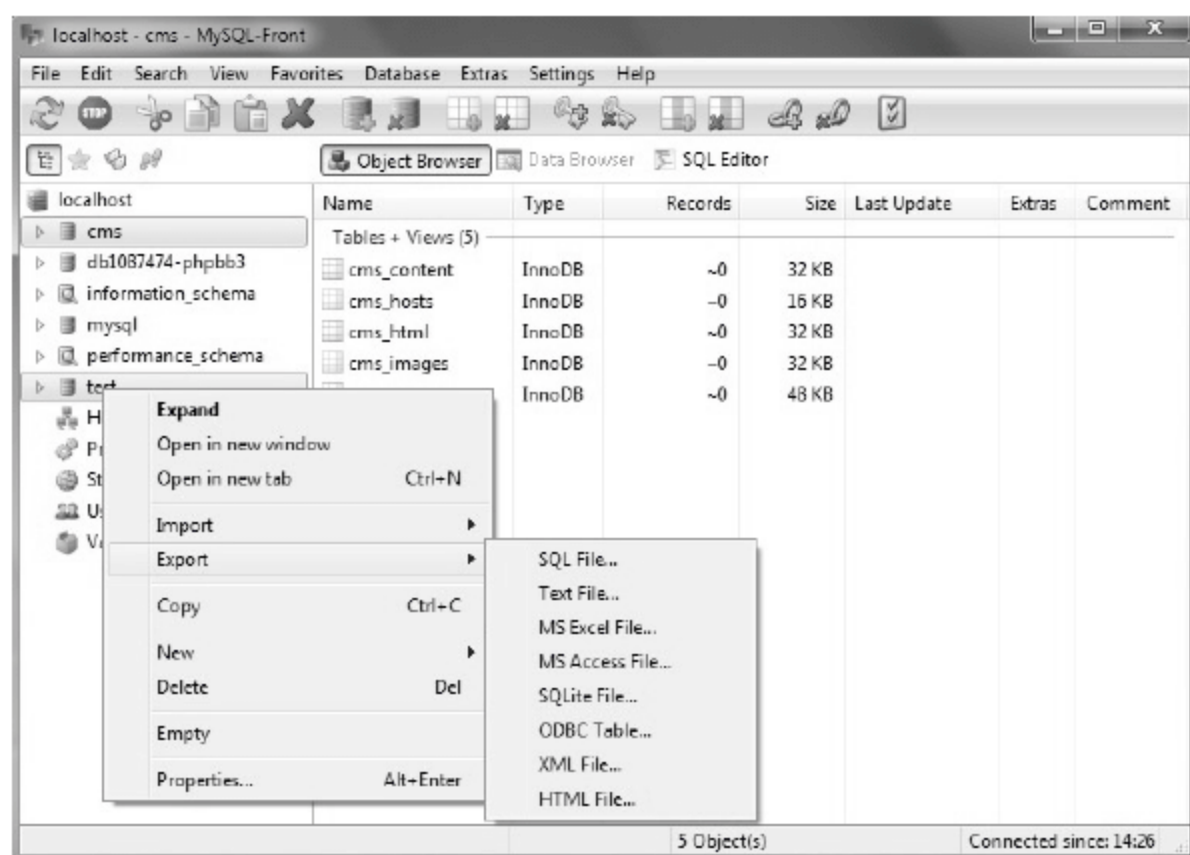 localhost - cms - MySQL-Front
File Edit Search View Favorites Database Extras Settings Help
STOP
Object Browser Data Browser SQL Editor
localhost
cms
db1087474-phpbb3
information_schema
mysql
performance_schema
test
Name Type Records Size Last Update Extras Comment
Tables + Views (5)
cms_content InnoDB ~0 32 KB
cms_hosts InnoDB ~0 16 KB
cms_html InnoDB ~0 32 KB
cms_images InnoDB ~0 32 KB
InnoDB ~0 48 KB
Expand
Open in new window
Open in new tab Ctrl+N
Import
Export
Copy Ctrl+C
New
Delete Del
Empty
Properties... Alt+Enter
SQL File...
Text File...
MS Excel File...
MS Access File...
SQLite File...
ODBC Table...
XML File...
HTML File...
5 Object(s) Connected since: 14:26